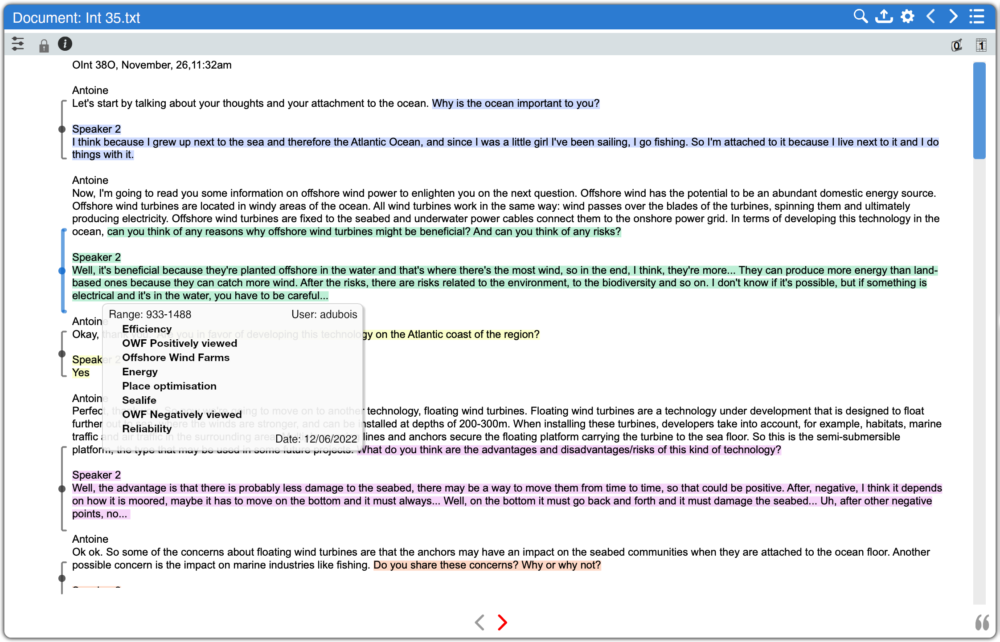 Document: Int 35.txt
0
1
OInt 38O, November, 26,11:32am
Antoine
Let's start by talking about your thoughts and your attachment to the ocean. Why is the ocean important to you?
Speaker 2
I think because I grew up next to the sea and therefore the Atlantic Ocean, and since I was a little girl I've been sailing, I go fishing. So I'm attached to it because I live next to it and I do
things with it.
Antoine
Now, I'm going to read you some information on offshore wind power to enlighten you on the next question. Offshore wind has the potential to be an abundant domestic energy source.
Offshore wind turbines are located in windy areas of the ocean. All wind turbines work in the same way: wind passes over the blades of the turbines, spinning them and ultimately
producing electricity. Offshore wind turbines are fixed to the seabed and underwater power cables connect them to the onshore power grid. In terms of developing this technology in the
ocean, can you think of any reasons why offshore wind turbines might be beneficial? And can you think of any risks?
Speaker 2
Well, it's beneficial because they're planted offshore in the water and that's where there's the most wind, so in the end, I think, they're more... They can produce more energy than land-
based ones because they can catch more wind. After the risks, there are risks related to the environment, to the biodiversity and so on. I don't know if it's possible, but if something is
electrical and it's in the water, you have to be careful...
Range: 933-1488 User: adubois
Efficiency
OWF Positively viewed
Offshore Wind Farms
Energy
Place optimisation
Sealife
OWF Negatively viewed
Reliability
Date: 12/06/2022
Antoine
Okay, thank you. Are you in favor of developing this technology on the Atlantic coast of the region?
Speaker 2
Yes
Antoine
Perfect, thank you. So now we're going to move on to another technology, floating wind turbines. Floating wind turbines are a technology under development that is designed to float
further out to sea, where the winds are stronger, and can be installed at depths of 200-300m. When installing these turbines, developers take into account, for example, habitats, marine
traffic and air traffic in the surrounding area. Multiple mooring lines and anchors secure the floating platform carrying the turbine to the sea floor. So this is the semi-submersible
platform, the type that may be used in some future projects. What do you think are the advantages and disadvantages/risks of this kind of technology?
Speaker 2
Well, the advantage is that there is probably less damage to the seabed, there may be a way to move them from time to time, so that could be positive. After, negative, I think it depends
on how it is moored, maybe it has to move on the bottom and it must always... Well, on the bottom it must go back and forth and it must damage the seabed... Uh, after other negative
points, no...
Antoine
Ok ok. So some of the concerns about floating wind turbines are that the anchors may have an impact on the seabed communities when they are attached to the ocean floor. Another
possible concern is the impact on marine industries like fishing. Do you share these concerns? Why or why not?